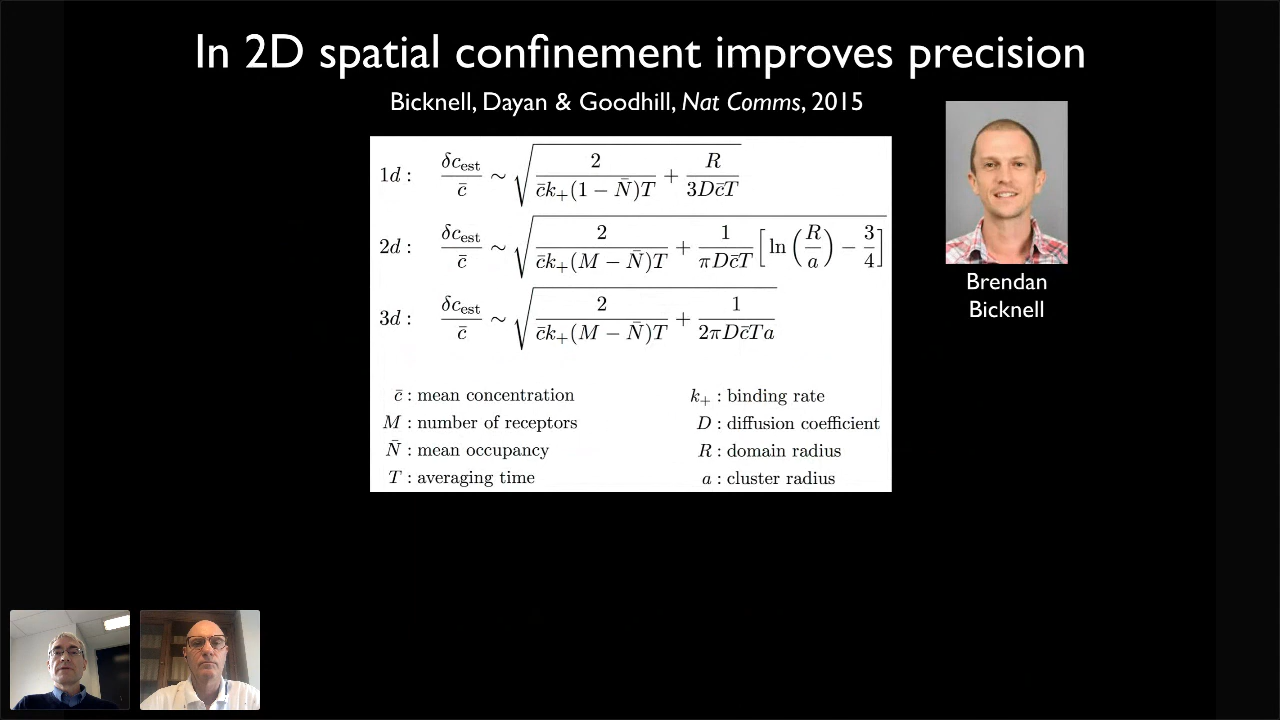 In 2D spatial confinement improves precision
Bicknell, Dayan & Goodhill, Nat Comms, 2015
1d : δc_est / c̄ ∼ √( 2 / (c̄k₊(1 − N̄)T) + R / (3Dc̄T) )
2d : δc_est / c̄ ∼ √( 2 / (c̄k₊(M − N̄)T) + 1 / (πDc̄T) [ ln (R/a) − 3/4 ] )
3d : δc_est / c̄ ∼ √( 2 / (c̄k₊(M − N̄)T) + 1 / (2πDc̄Ta) )
c̄ : mean concentration
M : number of receptors
N̄ : mean occupancy
T : averaging time
k₊ : binding rate
D : diffusion coefficient
R : domain radius
a : cluster radius
Brendan
Bicknell